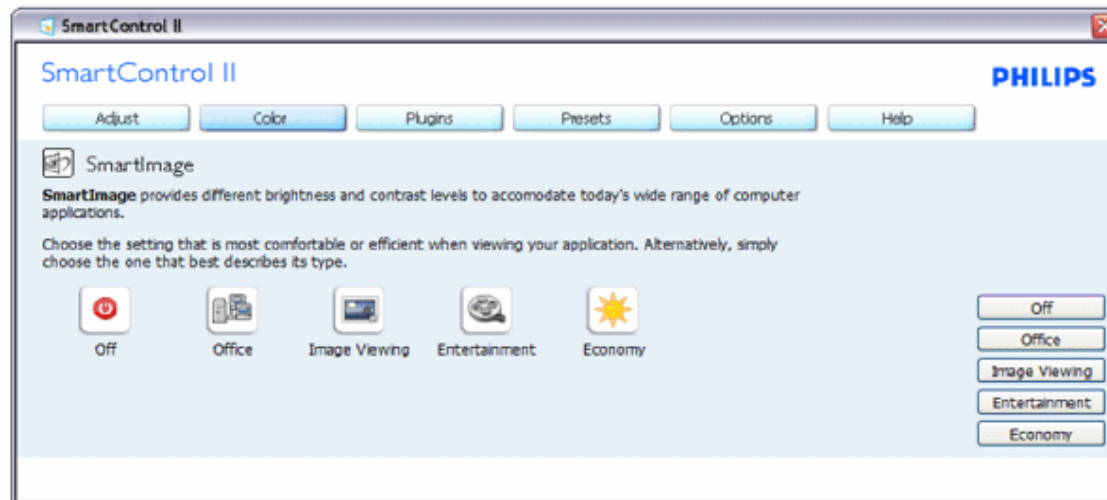 SmartControl II
SmartControl II
PHILIPS
Adjust Color Plugins Presets Options Help
SmartImage
SmartImage provides different brightness and contrast levels to accomodate today's wide range of computer
applications.
Choose the setting that is most comfortable or efficient when viewing your application. Alternatively, simply
choose the one that best describes its type.
Off Office Image Viewing Entertainment Economy
Off
Office
Image Viewing
Entertainment
Economy